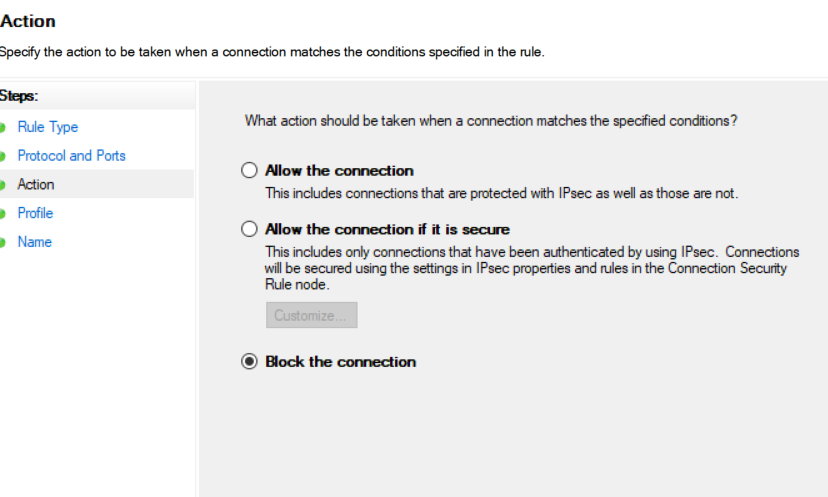 Action
Specify the action to be taken when a connection matches the conditions specified in the rule.
Steps:
Rule Type
Protocol and Ports
Action
Profile
Name
What action should be taken when a connection matches the specified conditions?
Allow the connection
This includes connections that are protected with IPsec as well as those are not.
Allow the connection if it is secure
This includes only connections that have been authenticated by using IPsec. Connections
will be secured using the settings in IPsec properties and rules in the Connection Security
Rule node.
Customize...
Block the connection